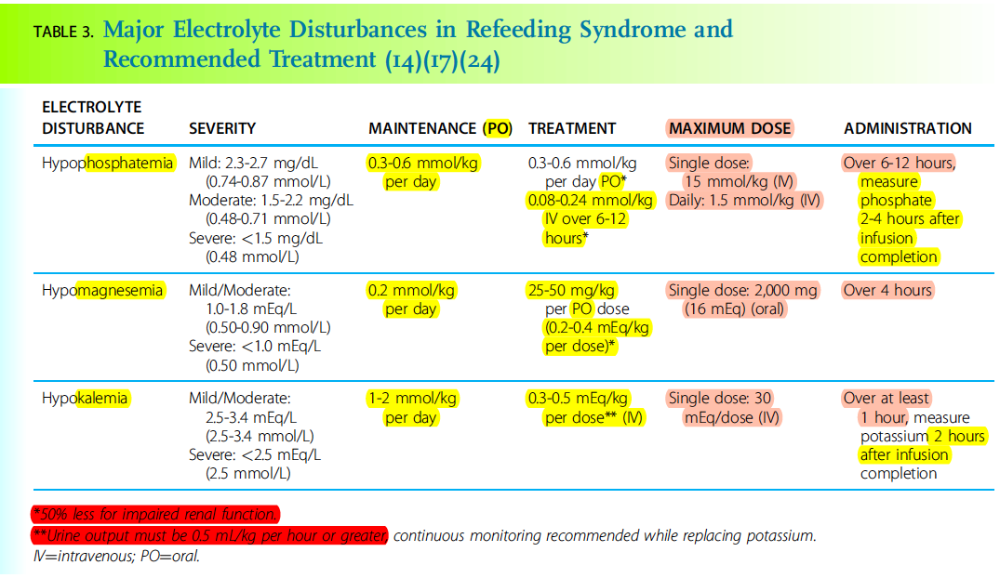 TABLE 3. Major Electrolyte Disturbances in Refeeding Syndrome and
Recommended Treatment (14)(17)(24)
ELECTROLYTE
DISTURBANCE
SEVERITY
MAINTENANCE (PO)
TREATMENT
MAXIMUM DOSE
ADMINISTRATION
Hypophosphatemia
Mild: 2.3-2.7 mg/dL
(0.74-0.87 mmol/L)
Moderate: 1.5-2.2 mg/dL
(0.48-0.71 mmol/L)
Severe: <1.5 mg/dL
(0.48 mmol/L)
0.3-0.6 mmol/kg
per day
0.3-0.6 mmol/kg
per day PO*
0.08-0.24 mmol/kg
IV over 6-12
hours*
Single dose:
15 mmol/kg (IV)
Daily: 1.5 mmol/kg (IV)
Over 6-12 hours,
measure
phosphate
2-4 hours after
infusion
completion
Hypomagnesemia
Mild/Moderate:
1.0-1.8 mEq/L
(0.50-0.90 mmol/L)
Severe: <1.0 mEq/L
(0.50 mmol/L)
0.2 mmol/kg
per day
25-50 mg/kg
per PO dose
(0.2-0.4 mEq/kg
per dose)*
Single dose: 2,000 mg
(16 mEq) (oral)
Over 4 hours
Hypokalemia
Mild/Moderate:
2.5-3.4 mEq/L
(2.5-3.4 mmol/L)
Severe: <2.5 mEq/L
(2.5 mmol/L)
1-2 mmol/kg
per day
0.3-0.5 mEq/kg
per dose** (IV)
Single dose: 30
mEq/dose (IV)
Over at least
1 hour, measure
potassium 2 hours
after infusion
completion
*50% less for impaired renal function.
**Urine output must be 0.5 mL/kg per hour or greater, continuous monitoring recommended while replacing potassium.
IV=intravenous; PO=oral.